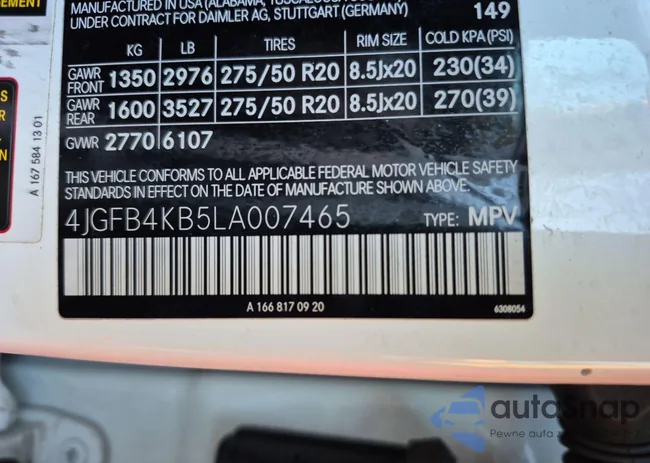 EMENT
MANUFACTURED IN USA (ALABAMA,
UNDER CONTRACT FOR DAIMLER AG, STUTTGART (GERMANY) 149
KG LB TIRES RIM SIZE COLD KPA(PSI)
GAWR FRONT 1350 2976 275/50 R20 8.5Jx20 230(34)
GAWR REAR 1600 3527 275/50 R20 8.5Jx20 270(39)
GVWR 2770 6107
THIS VEHICLE CONFORMS TO ALL APPLICABLE FEDERAL MOTOR VEHICLE SAFETY
STANDARDS IN EFFECT ON THE DATE OF MANUFACTURE SHOWN ABOVE.
4JGFB4KB5LA007465 TYPE: MPV
A 166 817 09 20
6308054
A 167 584 13 01
S
R
N
autosnap
Pewne auta z